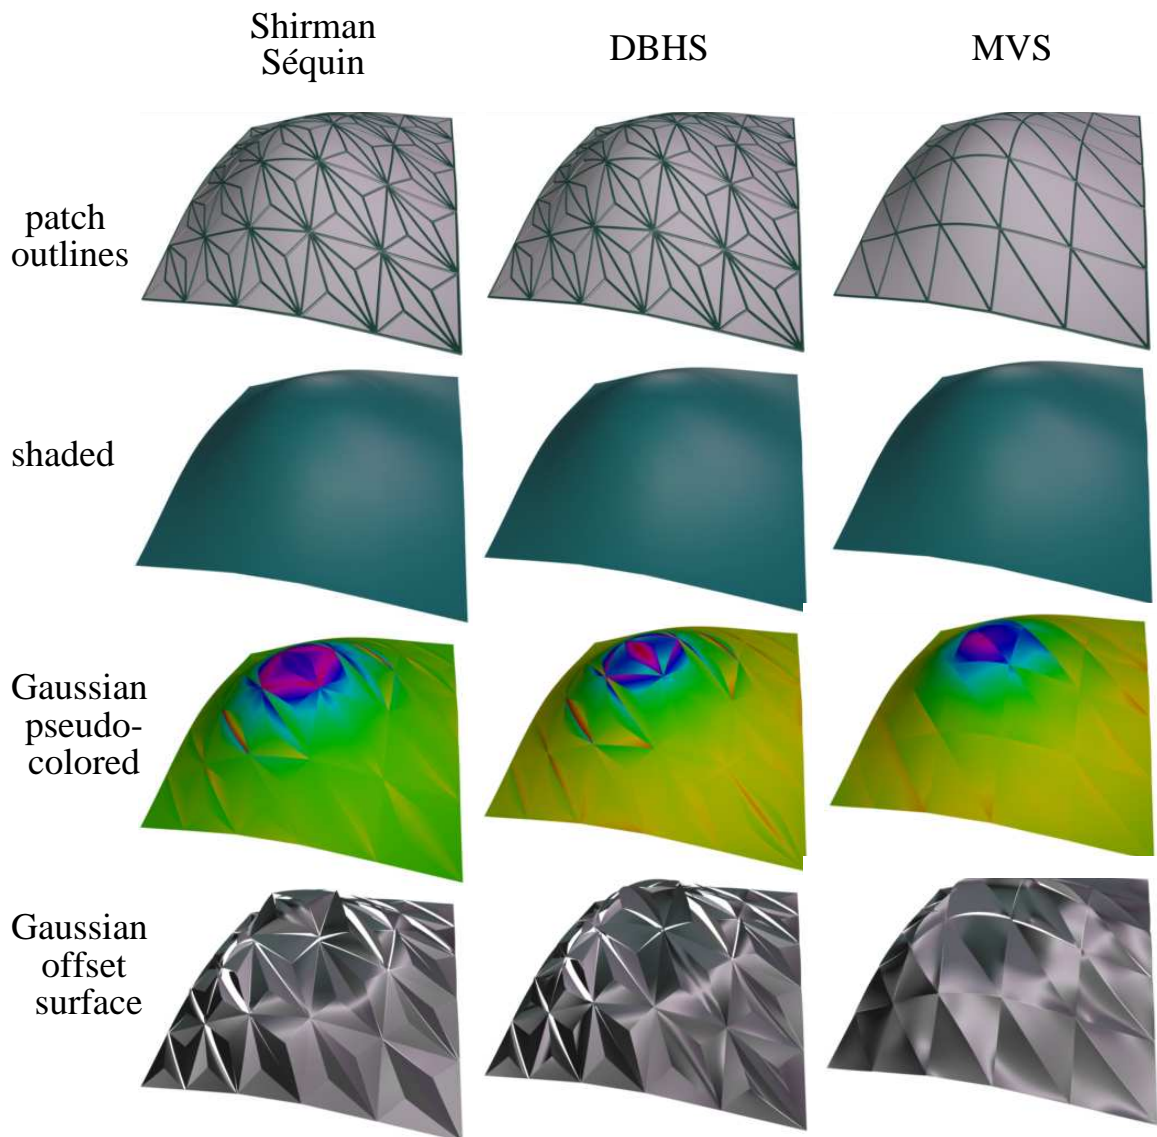 Shirman
Séquin
DBHS
MVS
patch
outlines
shaded
Gaussian
pseudo-
colored
Gaussian
offset
surface